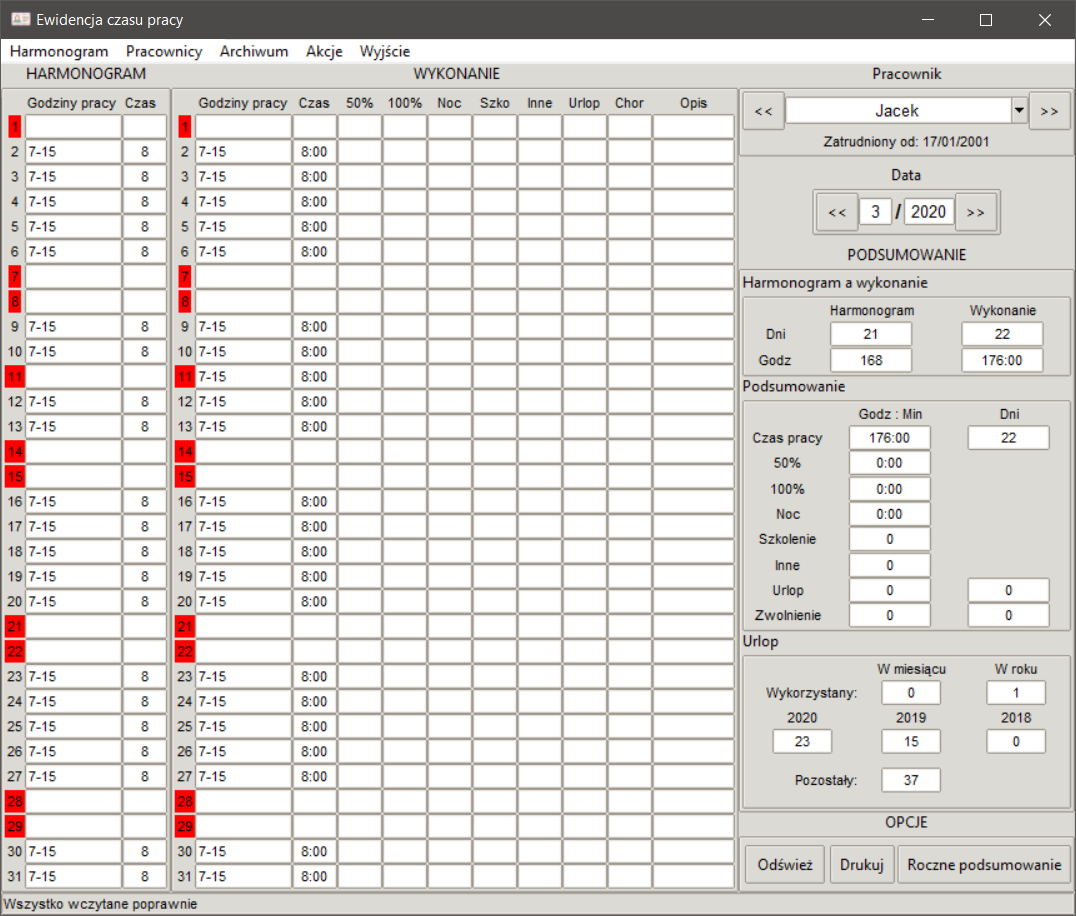 Ewidencja czasu pracy
Harmonogram Pracownicy Archiwum Akcje Wyjście
HARMONOGRAM WYKONANIE Pracownik
Godziny pracy Czas Godziny pracy Czas 50% 100% Noc Szko Inne Urlop Chor Opis
<< Jacek >>
1 1
Zatrudniony od: 17/01/2001
2 7-15 8 2 7-15 8:00
3 7-15 8 3 7-15 8:00
Data
4 7-15 8 4 7-15 8:00
<< 3 / 2020 >>
5 7-15 8 5 7-15 8:00
6 7-15 8 6 7-15 8:00
PODSUMOWANIE
7 7
Harmonogram a wykonanie
8 8
Harmonogram Wykonanie
9 7-15 8 9 7-15 8:00
Dni 21 22
10 7-15 8 10 7-15 8:00
Godz 168 176:00
11 11 7-15 8:00
Podsumowanie
12 7-15 8 12 7-15 8:00
Godz : Min Dni
13 7-15 8 13 7-15 8:00
Czas pracy 176:00 22
14 14
50% 0:00
15 15
100% 0:00
16 7-15 8 16 7-15 8:00
Noc 0:00
17 7-15 8 17 7-15 8:00
Szkolenie 0
18 7-15 8 18 7-15 8:00
Inne 0
19 7-15 8 19 7-15 8:00
Urlop 0 0
20 7-15 8 20 7-15 8:00
Zwolnienie 0 0
21 21
Urlop
22 22
W miesiącu W roku
23 7-15 8 23 7-15 8:00
Wykorzystany: 0 1
24 7-15 8 24 7-15 8:00
2020 2019 2018
25 7-15 8 25 7-15 8:00
23 15 0
26 7-15 8 26 7-15 8:00
27 7-15 8 27 7-15 8:00
Pozostały: 37
28 28
29 29
OPCJE
30 7-15 8 30 7-15 8:00
Odśwież Drukuj Roczne podsumowanie
31 7-15 8 31 7-15 8:00
Wszystko wczytane poprawnie